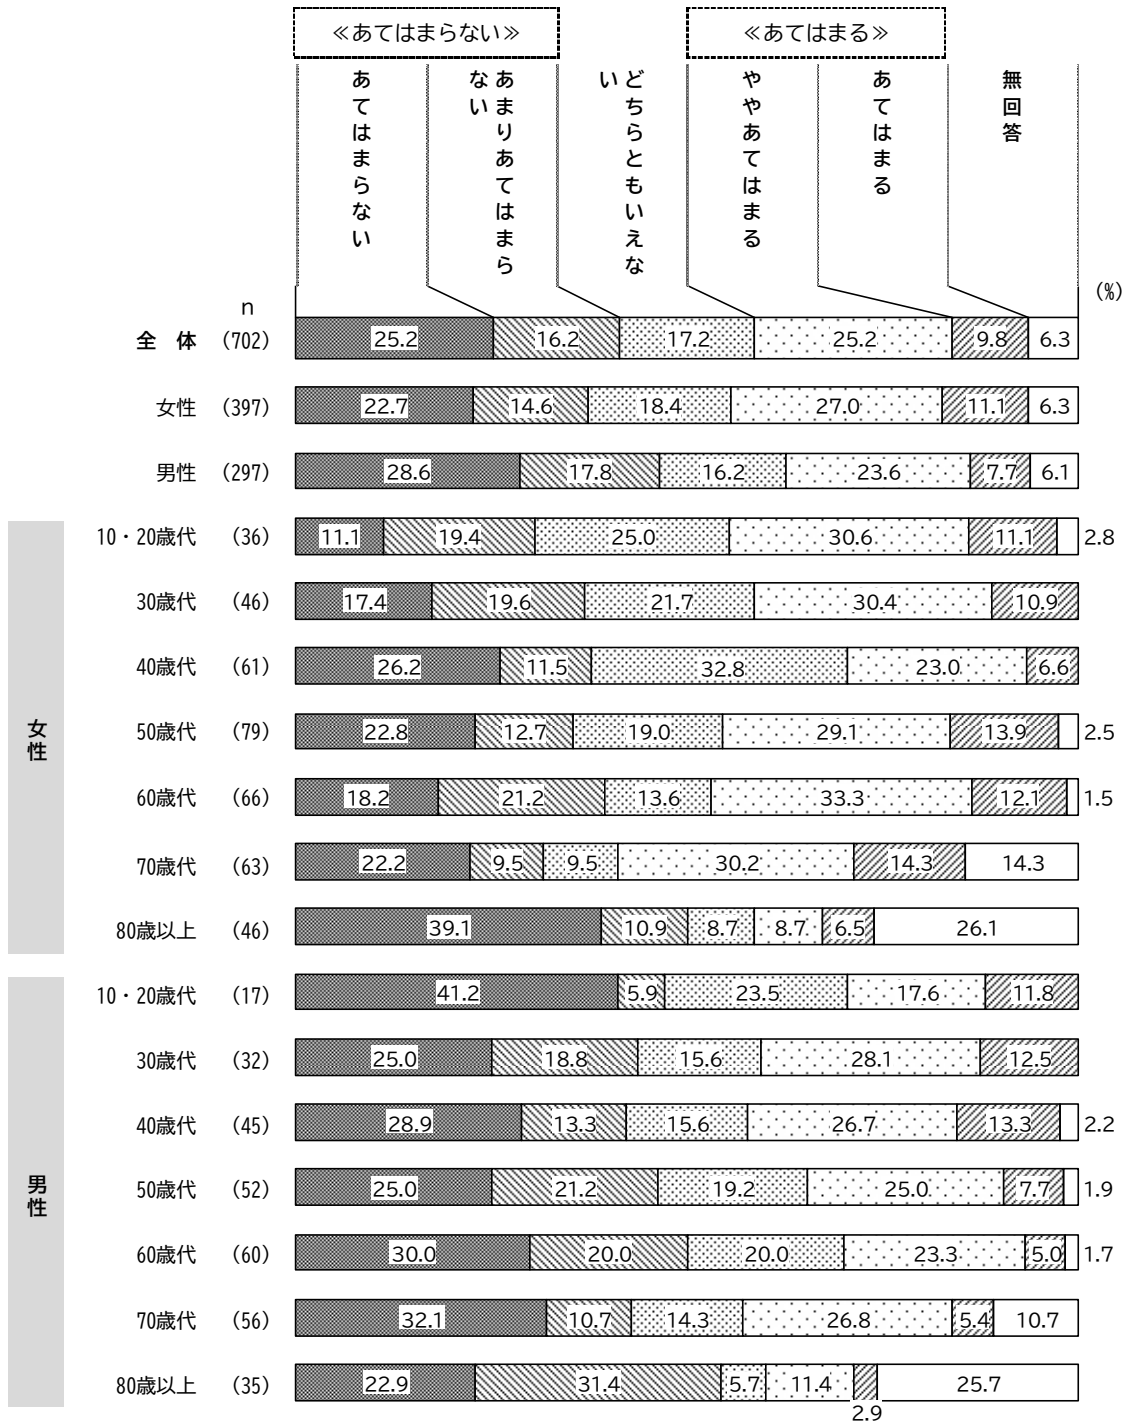 ≪あてはまらない≫ ≪あてはまる≫
あてはまらない
あまりあてはまら
ない
どちらともいえな
い
ややあてはまる
あてはまる
無回答
(%)
n
全 体 (702) 25.2 16.2 17.2 25.2 9.8 6.3
女性 (397) 22.7 14.6 18.4 27.0 11.1 6.3
男性 (297) 28.6 17.8 16.2 23.6 7.7 6.1
女性
10・20歳代 (36) 11.1 19.4 25.0 30.6 11.1 2.8
30歳代 (46) 17.4 19.6 21.7 30.4 10.9
40歳代 (61) 26.2 11.5 32.8 23.0 6.6
50歳代 (79) 22.8 12.7 19.0 29.1 13.9 2.5
60歳代 (66) 18.2 21.2 13.6 33.3 12.1 1.5
70歳代 (63) 22.2 9.5 9.5 30.2 14.3 14.3
80歳以上 (46) 39.1 10.9 8.7 8.7 6.5 26.1
男性
10・20歳代 (17) 41.2 5.9 23.5 17.6 11.8
30歳代 (32) 25.0 18.8 15.6 28.1 12.5
40歳代 (45) 28.9 13.3 15.6 26.7 13.3 2.2
50歳代 (52) 25.0 21.2 19.2 25.0 7.7 1.9
60歳代 (60) 30.0 20.0 20.0 23.3 5.0 1.7
70歳代 (56) 32.1 10.7 14.3 26.8 5.4 10.7
80歳以上 (35) 22.9 31.4 5.7 11.4 2.9 25.7